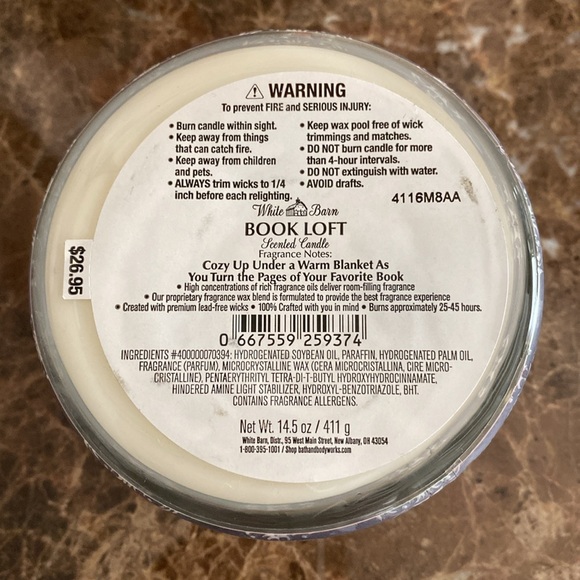 ⚠ WARNING
To prevent FIRE and SERIOUS INJURY:
• Burn candle within sight.
• Keep away from things
that can catch fire.
• Keep away from children
and pets.
• ALWAYS trim wicks to 1/4
inch before each relighting.
• Keep wax pool free of wick
trimmings and matches.
• DO NOT burn candle for more
than 4-hour intervals.
• DO NOT extinguish with water.
• AVOID drafts.
4116M8AA
White Barn
BOOK LOFT
Scented Candle
Fragrance Notes:
Cozy Up Under a Warm Blanket As
You Turn the Pages of Your Favorite Book
• High concentrations of rich fragrance oils deliver room-filling fragrance
• Our proprietary fragrance wax blend is formulated to provide the best fragrance experience
• Created with premium lead-free wicks • 100% Crafted with you in mind • Burns approximately 25-45 hours.
0 667559 259374
INGREDIENTS #400000070394: HYDROGENATED SOYBEAN OIL, PARAFFIN, HYDROGENATED PALM OIL,
FRAGRANCE (PARFUM), MICROCRYSTALLINE WAX (CERA MICROCRISTALLINA, CIRE MICRO-
CRISTALLINE), PENTAERYTHRITYL TETRA-DI-T-BUTYL HYDROXYHYDROCINNAMATE,
HINDERED AMINE LIGHT STABILIZER, HYDROXYL-BENZOTRIAZOLE, BHT.
CONTAINS FRAGRANCE ALLERGENS.
Net Wt. 14.5 oz / 411 g
White Barn, Distr., 95 West Main Street, New Albany, OH 43054
1-800-395-1001 / Shop bathandbodyworks.com
$26.95